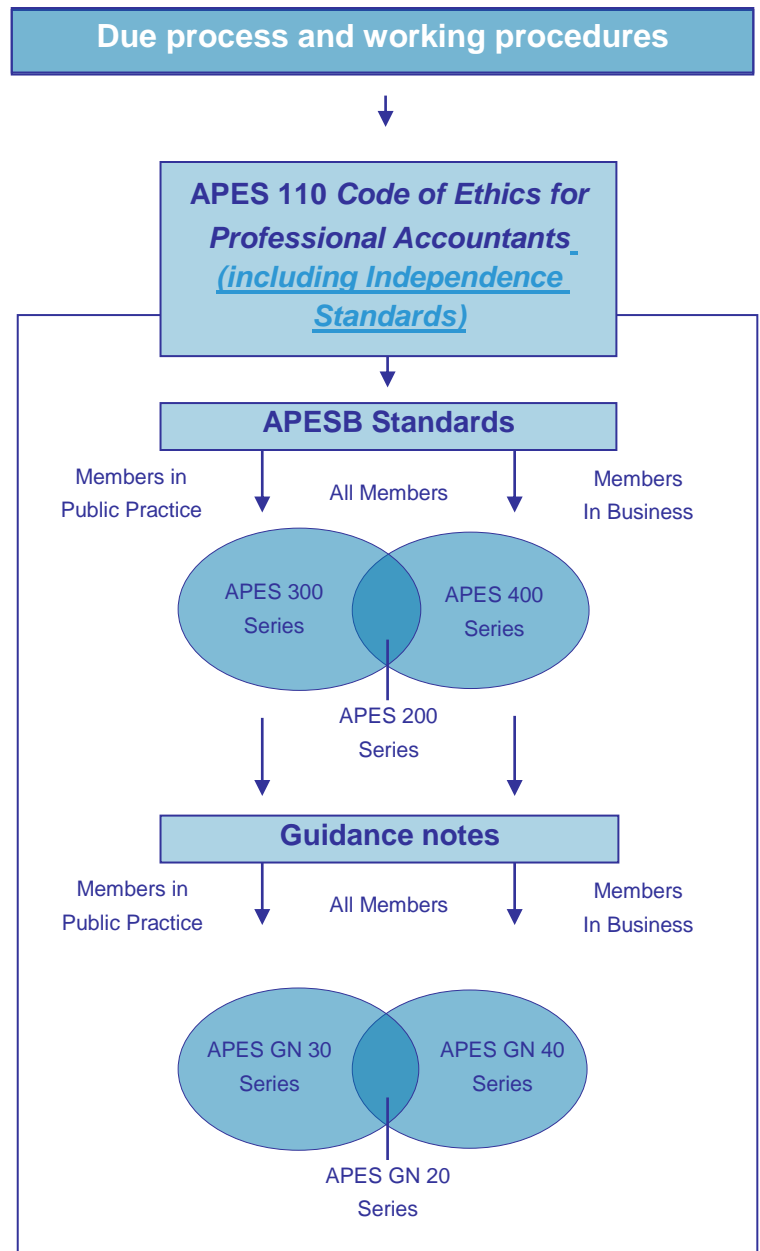 Due process and working procedures
APES 110 Code of Ethics for
Professional Accountants
(including Independence
Standards)
APESB Standards
Members in
Public Practice
All Members
Members
In Business
APES 300
Series
APES 400
Series
APES 200
Series
Guidance notes
Members in
Public Practice
All Members
Members
In Business
APES GN 30
Series
APES GN 40
Series
APES GN 20
Series